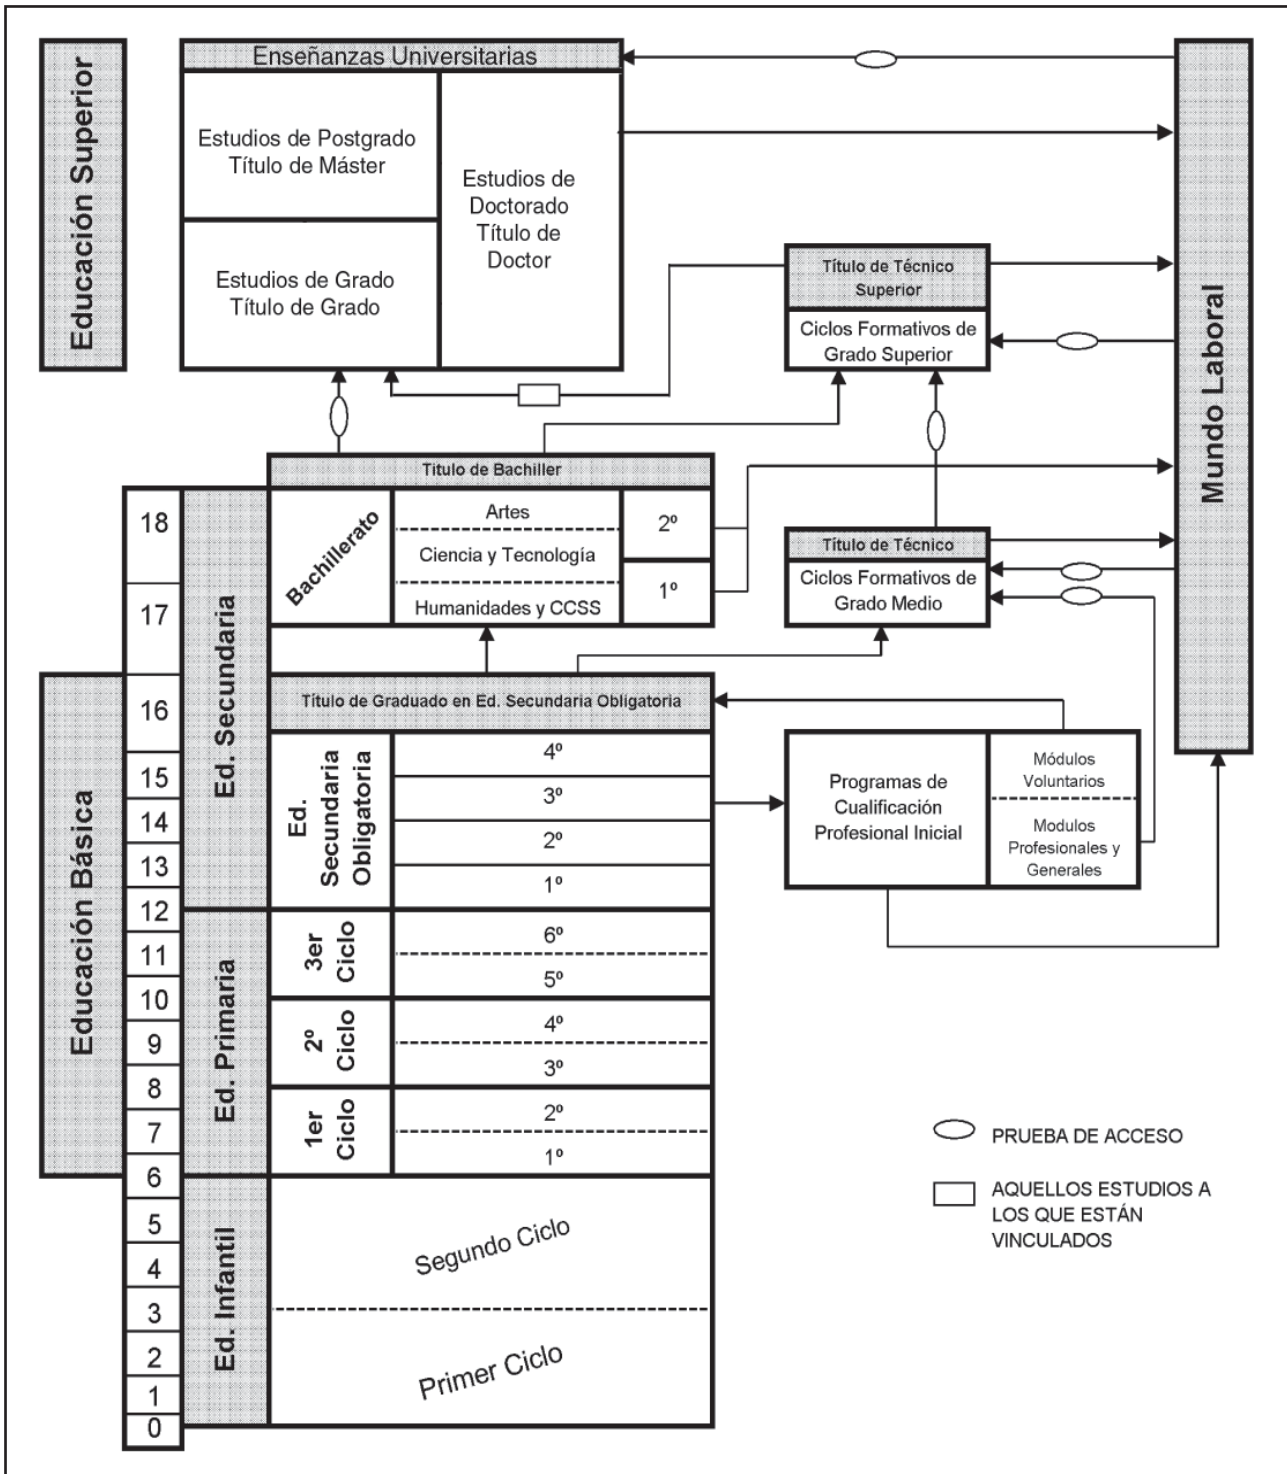 Educación Superior
Enseñanzas Universitarias
Estudios de Postgrado
Título de Máster
Estudios de Grado
Título de Grado
Estudios de
Doctorado
Título de
Doctor
Título de Técnico
Superior
Ciclos Formativos de
Grado Superior
Mundo Laboral
Titulo de Bachiller
Bachillerato
Artes
Ciencia y Tecnología
Humanidades y CCSS
2º
1º
Título de Técnico
Ciclos Formativos de
Grado Medio
18
17
16
15
14
13
12
11
10
9
8
7
6
5
4
3
2
1
0
Educación Básica
Ed. Secundaria
Título de Graduado en Ed. Secundaria Obligatoria
Ed.
Secundaria
Obligatoria
4º
3º
2º
1º
Programas de
Cualificación
Profesional Inicial
Módulos
Voluntarios
Modulos
Profesionales y
Generales
Ed. Primaria
3er
Ciclo
6º
5º
2º
Ciclo
4º
3º
1er
Ciclo
2º
1º
Ed. Infantil
Segundo Ciclo
Primer Ciclo
PRUEBA DE ACCESO
AQUELLOS ESTUDIOS A
LOS QUE ESTÁN
VINCULADOS